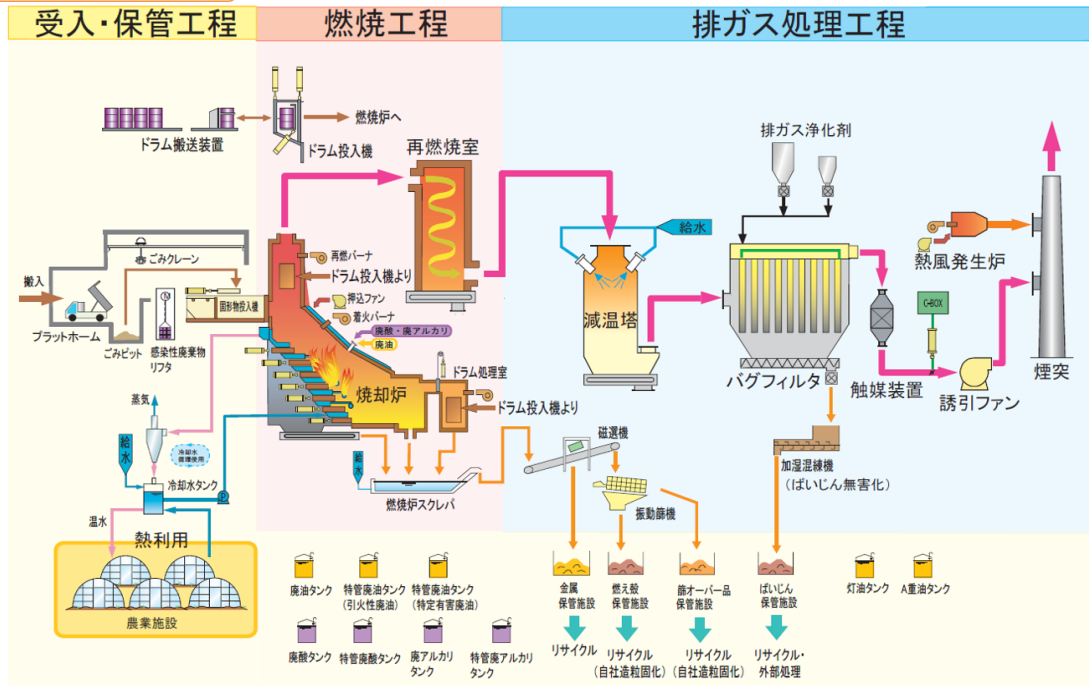 受入・保管工程
燃焼工程
排ガス処理工程
ドラム搬送装置
ドラム投入機
燃焼炉へ
再燃焼室
排ガス浄化剤
給水
熱風発生炉
搬入
ごみクレーン
プラットホーム
ごみピット
感染性廃棄物
リフタ
固形物投入機
再燃バーナ
ドラム投入機より
押込ファン
着火バーナ
廃酸・廃アルカリ
廃油
焼却炉
ドラム処理室
ドラム投入機より
減温塔
バグフィルタ
触媒装置
C-BOX
誘引ファン
煙突
蒸気
給水
冷却水
循環使用
冷却水タンク
P
温水
熱利用
農業施設
給水
燃焼炉スクレパ
磁選機
振動篩機
加湿混練機
（ばいじん無害化）
廃油タンク
特管廃油タンク
（引火性廃油）
特管廃油タンク
（特定有害廃油）
廃酸タンク
特管廃酸タンク
廃アルカリ
タンク
特管廃アルカリ
タンク
金属
保管施設
燃え殻
保管施設
篩オーバー品
保管施設
ばいじん
保管施設
リサイクル
リサイクル
（自社造粒固化）
リサイクル
（自社造粒固化）
リサイクル・
外部処理
灯油タンク
A重油タンク